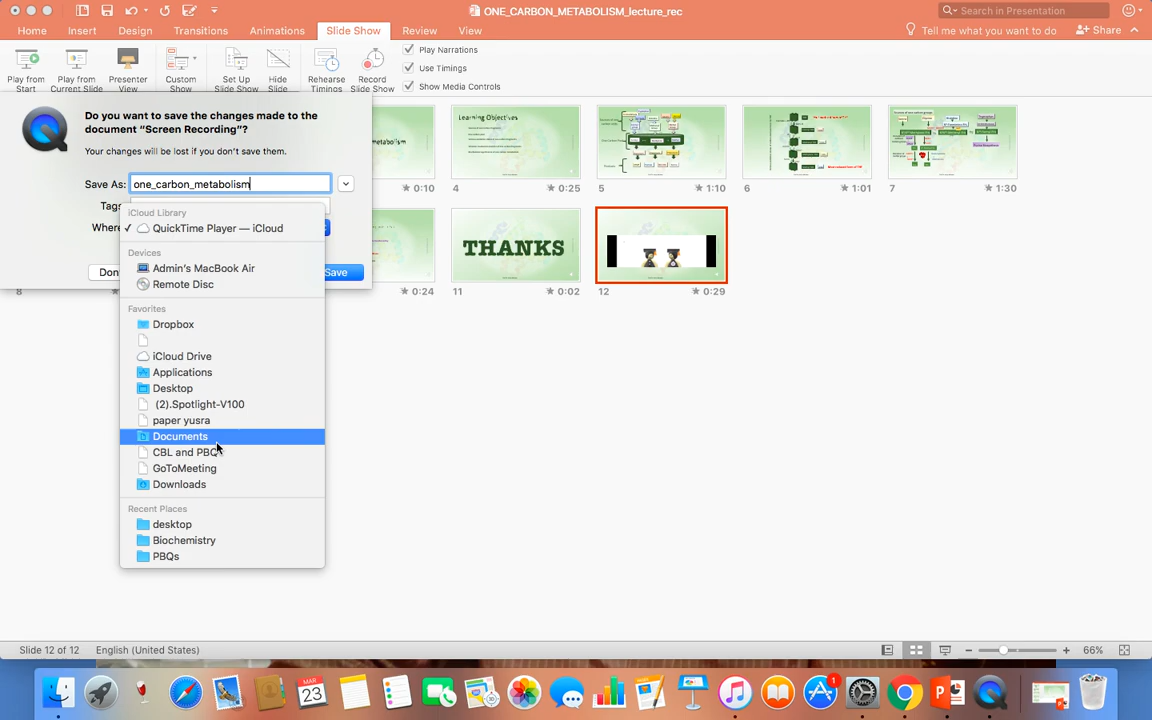 ONE_CARBON_METABOLISM_lecture_rec
Search in Presentation
Home Insert Design Transitions Animations Slide Show Review View
Tell me what you want to do
Share
Play from Start
Play from Current Slide
Presenter View
Custom Show
Set Up Slide Show
Hide Slide
Rehearse Timings
Record Slide Show
Play Narrations
Use Timings
Show Media Controls
Do you want to save the changes made to the
document “Screen Recording”?
Your changes will be lost if you don’t save them.
Save As: one_carbon_metabolism
Tags
Where
Don
Save
iCloud Library
✓ QuickTime Player — iCloud
Devices
Admin's MacBook Air
Remote Disc
Favorites
Dropbox
iCloud Drive
Applications
Desktop
(2).Spotlight-V100
paper yusra
Documents
CBL and PBQ
GoToMeeting
Downloads
Recent Places
desktop
Biochemistry
PBQs
Learning Objectives
0:10
4 0:25
5 1:10
6 1:01
7 1:30
8
0:24
THANKS
11 0:02
12 0:29
Slide 12 of 12 English (United States)
66%
MAR
23
1